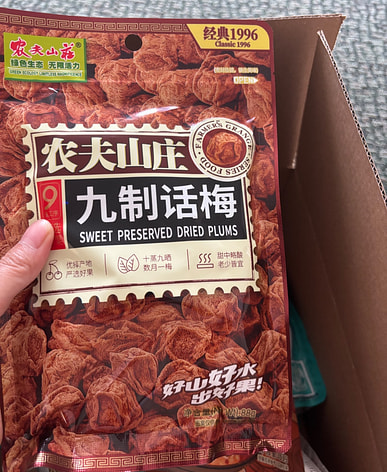 经典1996
Classic 1996
农夫山庄
绿色生态 无限活力
FARMER'S GRANGE SERIES FOOD
农夫山庄
9
九制话梅
SWEET PRESERVED DRIED PLUMS
优待产地
严选好果
十蒸九晒
数月一梅
甜中略酸
老少皆宜
好山好水
出好果!